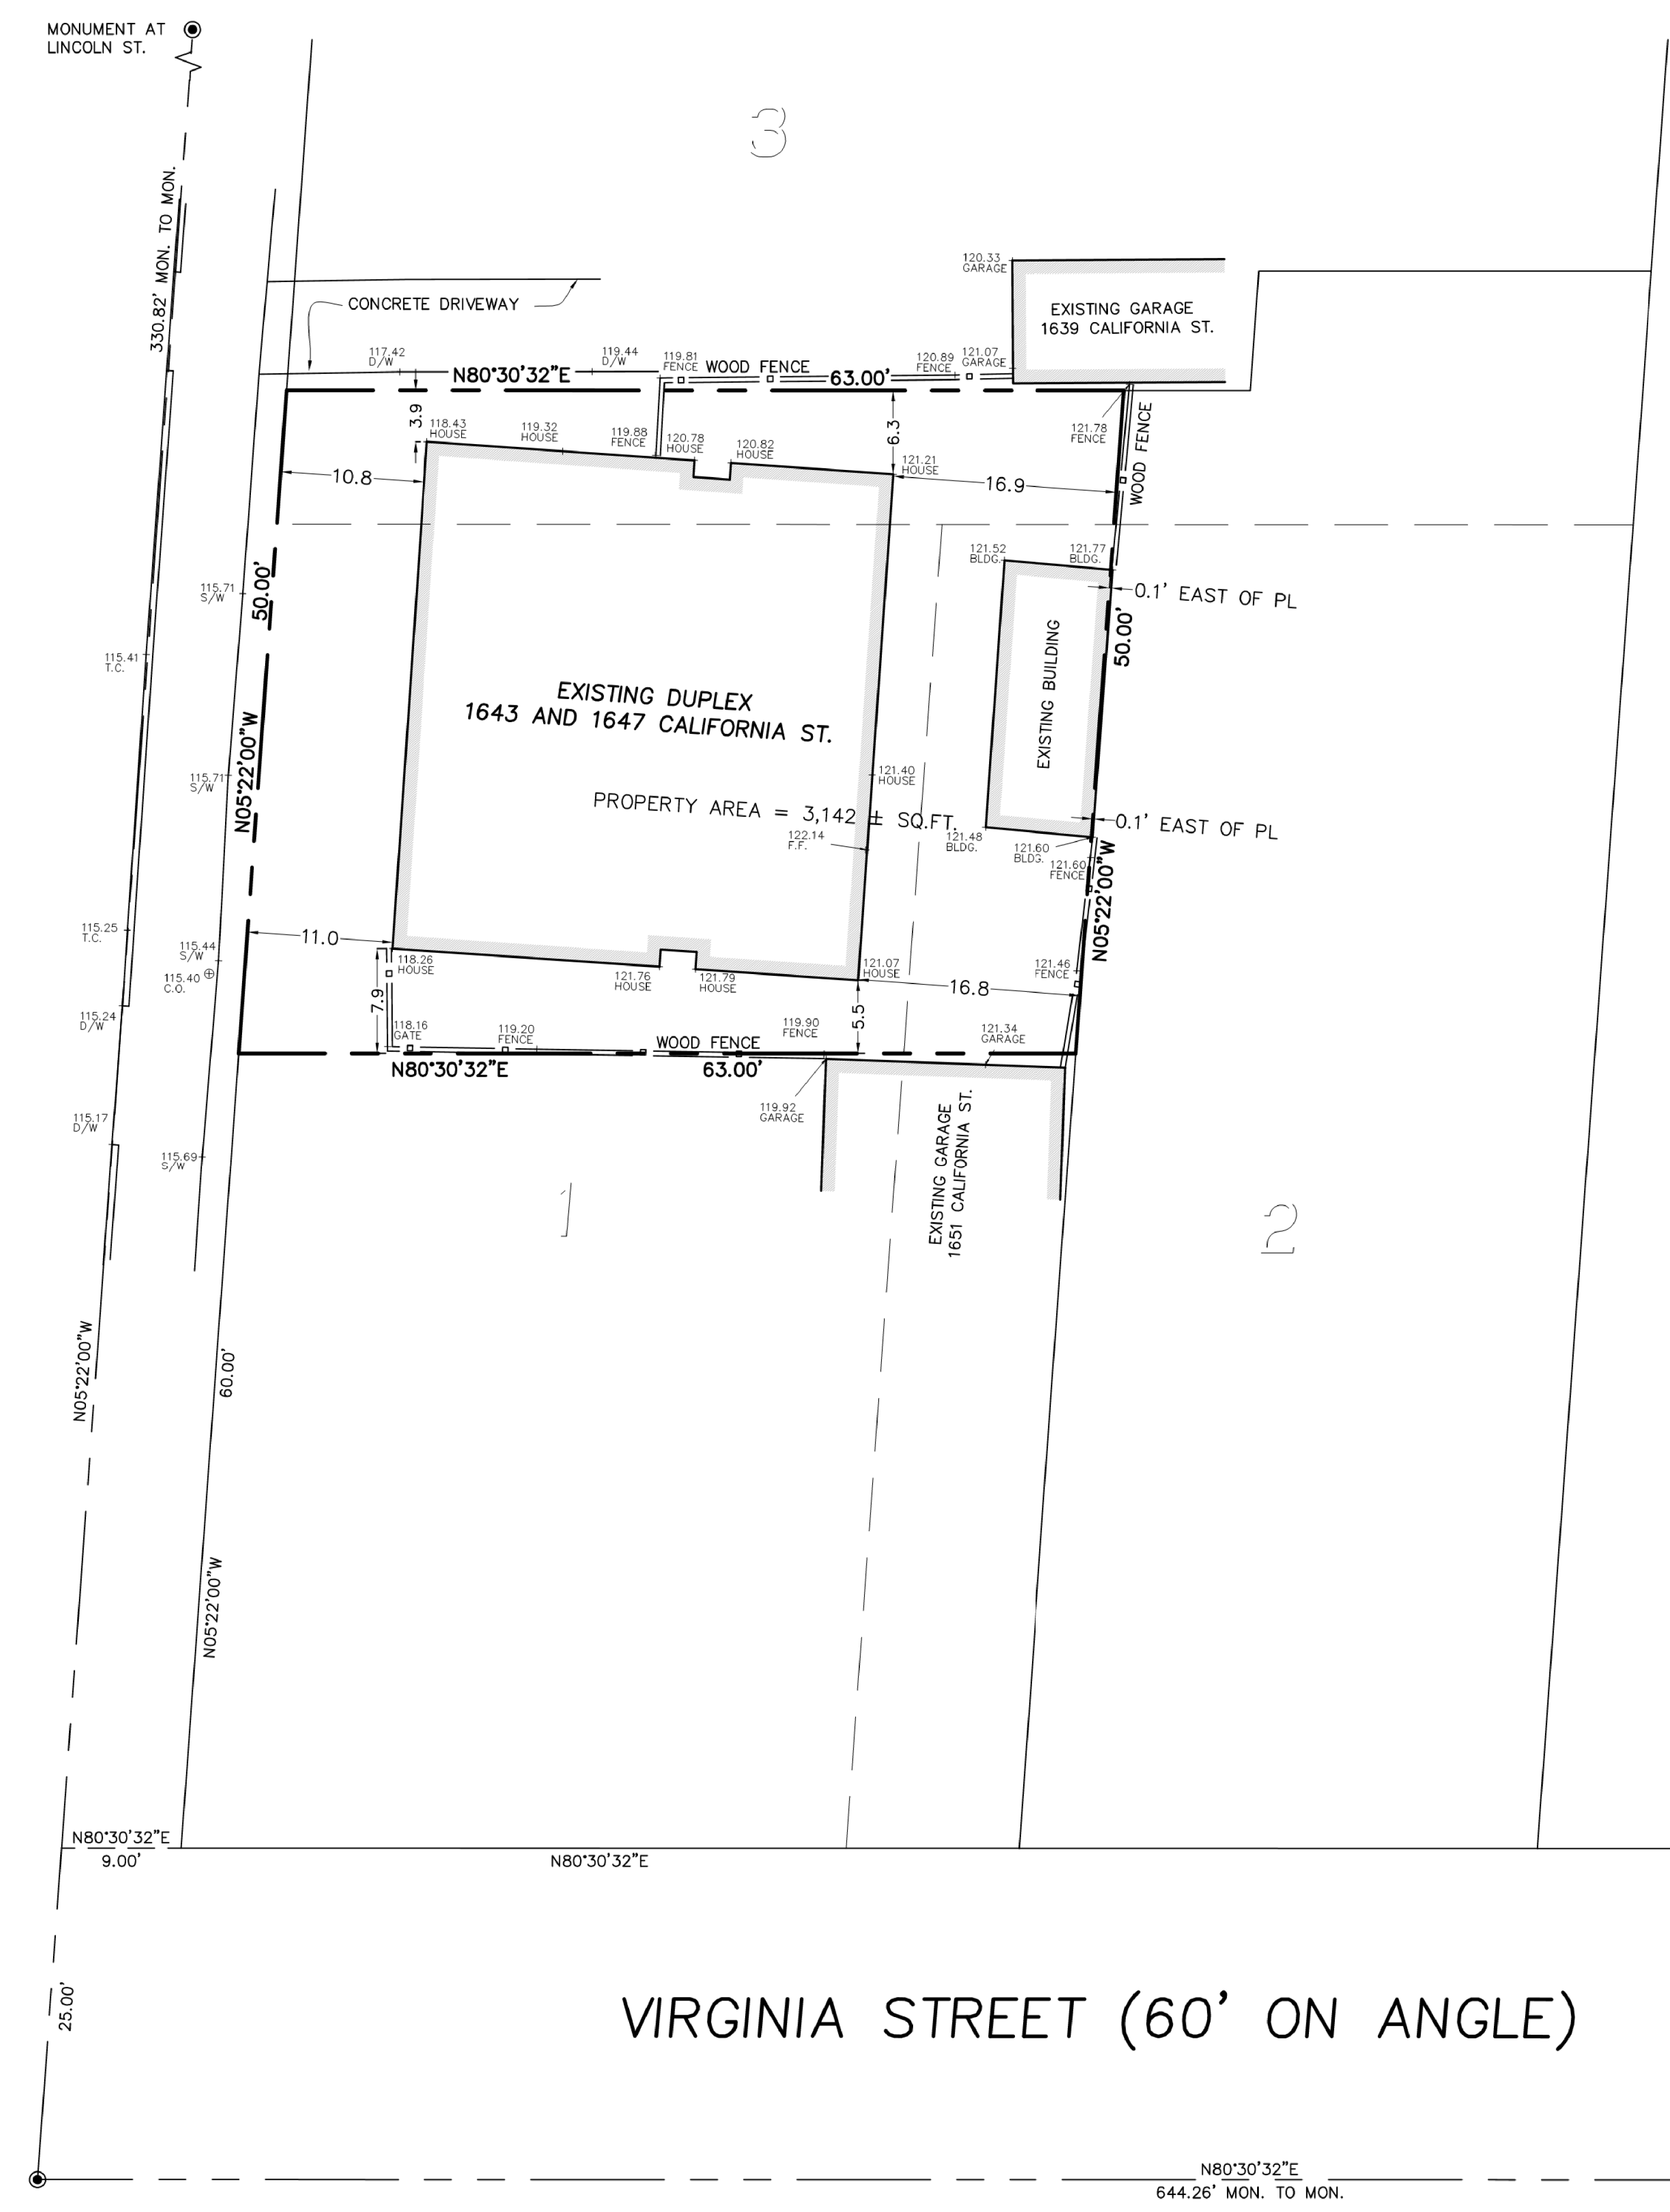 MONUMENT AT
LINCOLN ST.
3
330.82' MON. TO MON.
120.33
GARAGE
EXISTING GARAGE
1639 CALIFORNIA ST.
CONCRETE DRIVEWAY
117.42
D/W
N80°30'32"E
119.44
D/W
119.81
FENCE
WOOD FENCE
63.00'
120.89
FENCE
121.07
GARAGE
3.9
118.43
HOUSE
119.32
HOUSE
119.88
FENCE
120.78
HOUSE
120.82
HOUSE
6.3
121.21
HOUSE
121.78
FENCE
WOOD FENCE
10.8
16.9
121.52
BLDG.
121.77
BLDG.
0.1' EAST OF PL
115.71
S/W
50.00'
50.00'
115.41
T.C.
EXISTING BUILDING
EXISTING DUPLEX
1643 AND 1647 CALIFORNIA ST.
115.71
S/W
N05°22'00"W
121.40
HOUSE
PROPERTY AREA = 3,142 ± SQ.FT.
122.14
F.F.
121.48
BLDG.
0.1' EAST OF PL
121.60
BLDG.
121.60
FENCE
N05°22'00"W
115.25
T.C.
115.44
S/W
115.40
C.O.
11.0
118.26
HOUSE
121.76
HOUSE
121.79
HOUSE
121.07
HOUSE
121.46
FENCE
16.8
7.9
5.5
115.24
D/W
118.16
GATE
119.20
FENCE
WOOD FENCE
119.90
FENCE
121.34
GARAGE
N80°30'32"E
63.00'
119.92
GARAGE
115.17
D/W
115.69
S/W
EXISTING GARAGE
1651 CALIFORNIA ST.
1
2
N05°22'00"W
60.00'
N05°22'00"W
N80°30'32"E
9.00'
N80°30'32"E
25.00'
VIRGINIA STREET (60' ON ANGLE)
N80°30'32"E
644.26' MON. TO MON.